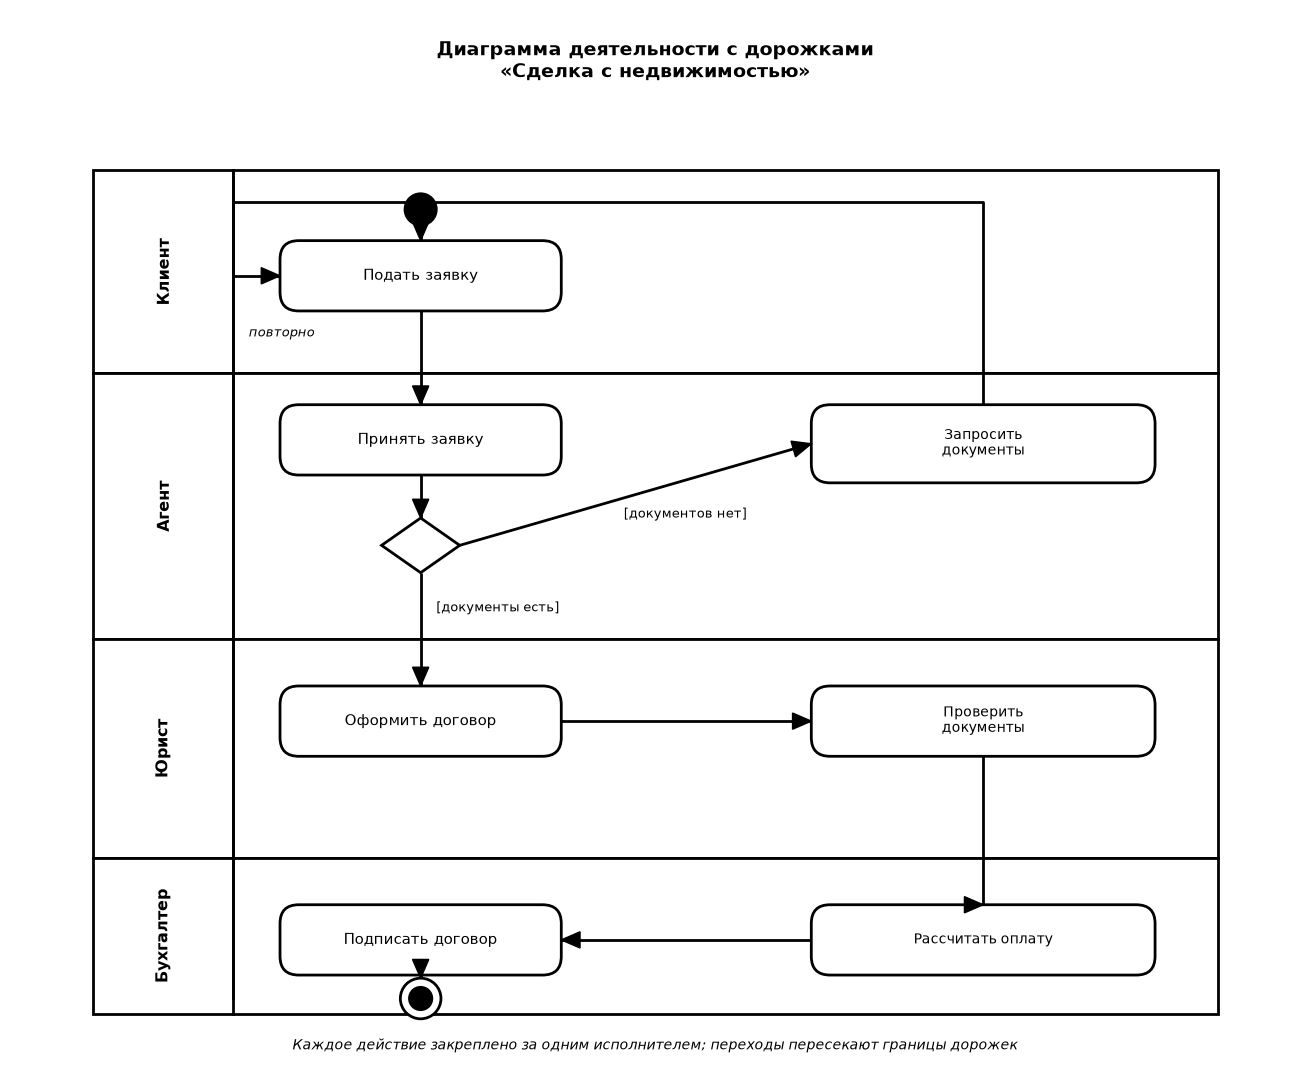 Диаграмма деятельности с дорожками
«Сделка с недвижимостью»
Клиент
Подать заявку
повторно
Агент
Принять заявку
Запросить
документы
[документов нет]
[документы есть]
Юрист
Оформить договор
Проверить
документы
Бухгалтер
Подписать договор
Рассчитать оплату
Каждое действие закреплено за одним исполнителем; переходы пересекают границы дорожек